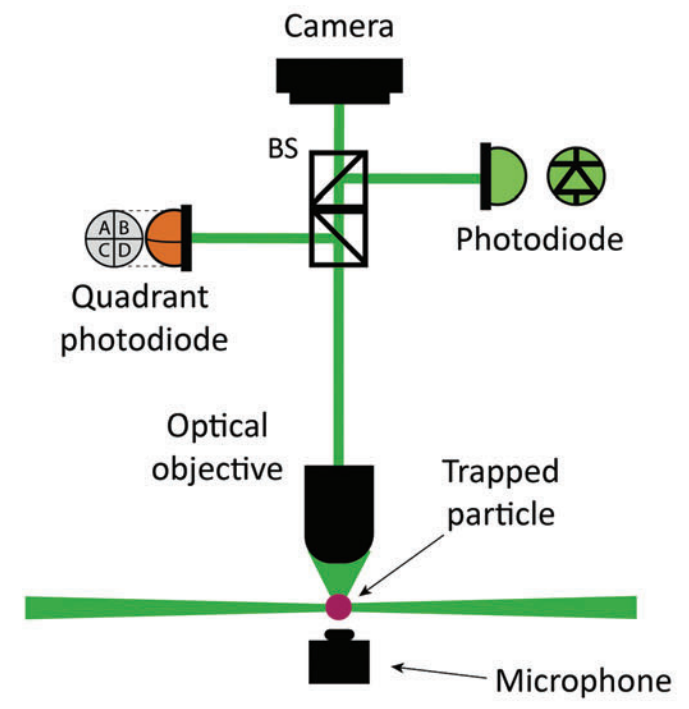 Camera
BS
A B
C D
Photodiode
Quadrant
photodiode
Optical
objective
Trapped
particle
Microphone